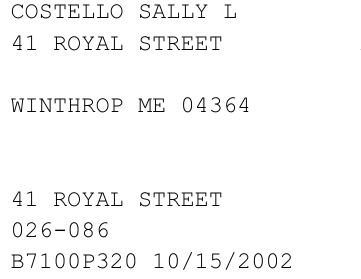 COSTELLO SALLY L
41 ROYAL STREET
WINTHROP ME 04364
41 ROYAL STREET
026-086
B7100P320 10/15/2002